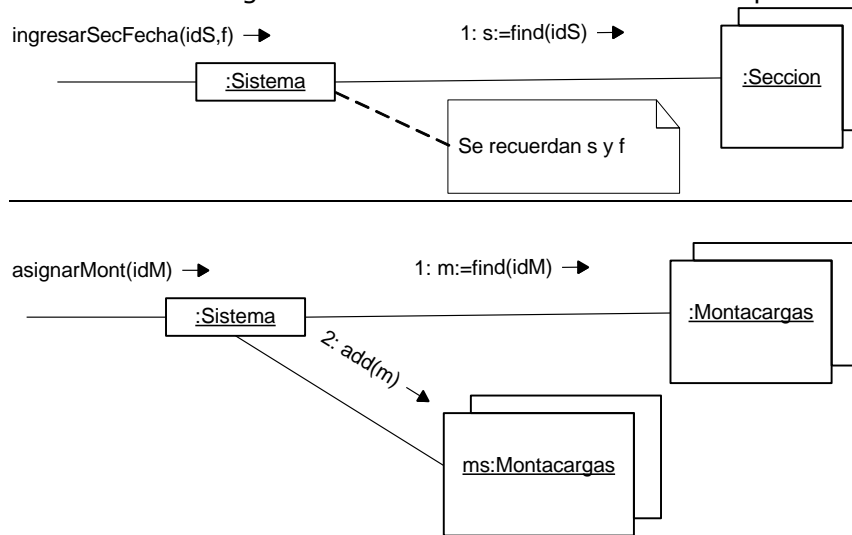 ingresarSecFecha(idS,f)
1: s:=find(idS)
:Sistema
:Seccion
Se recuerdan s y f
asignarMont(idM)
1: m:=find(idM)
:Sistema
:Montacargas
2: add(m)
ms:Montacargas